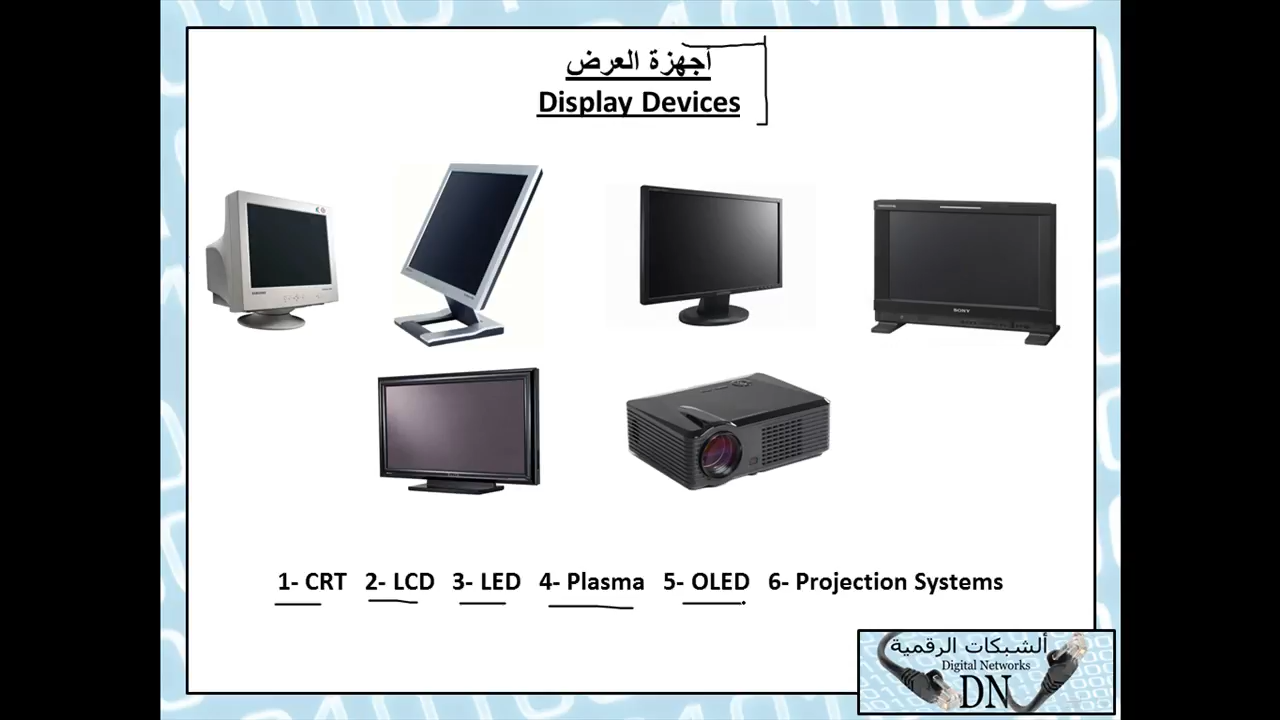 أجهزة العرض
Display Devices
SONY
1- CRT 2- LCD 3- LED 4- Plasma 5- OLED 6- Projection Systems
ألشبكات الرقمية
Digital Networks
DN